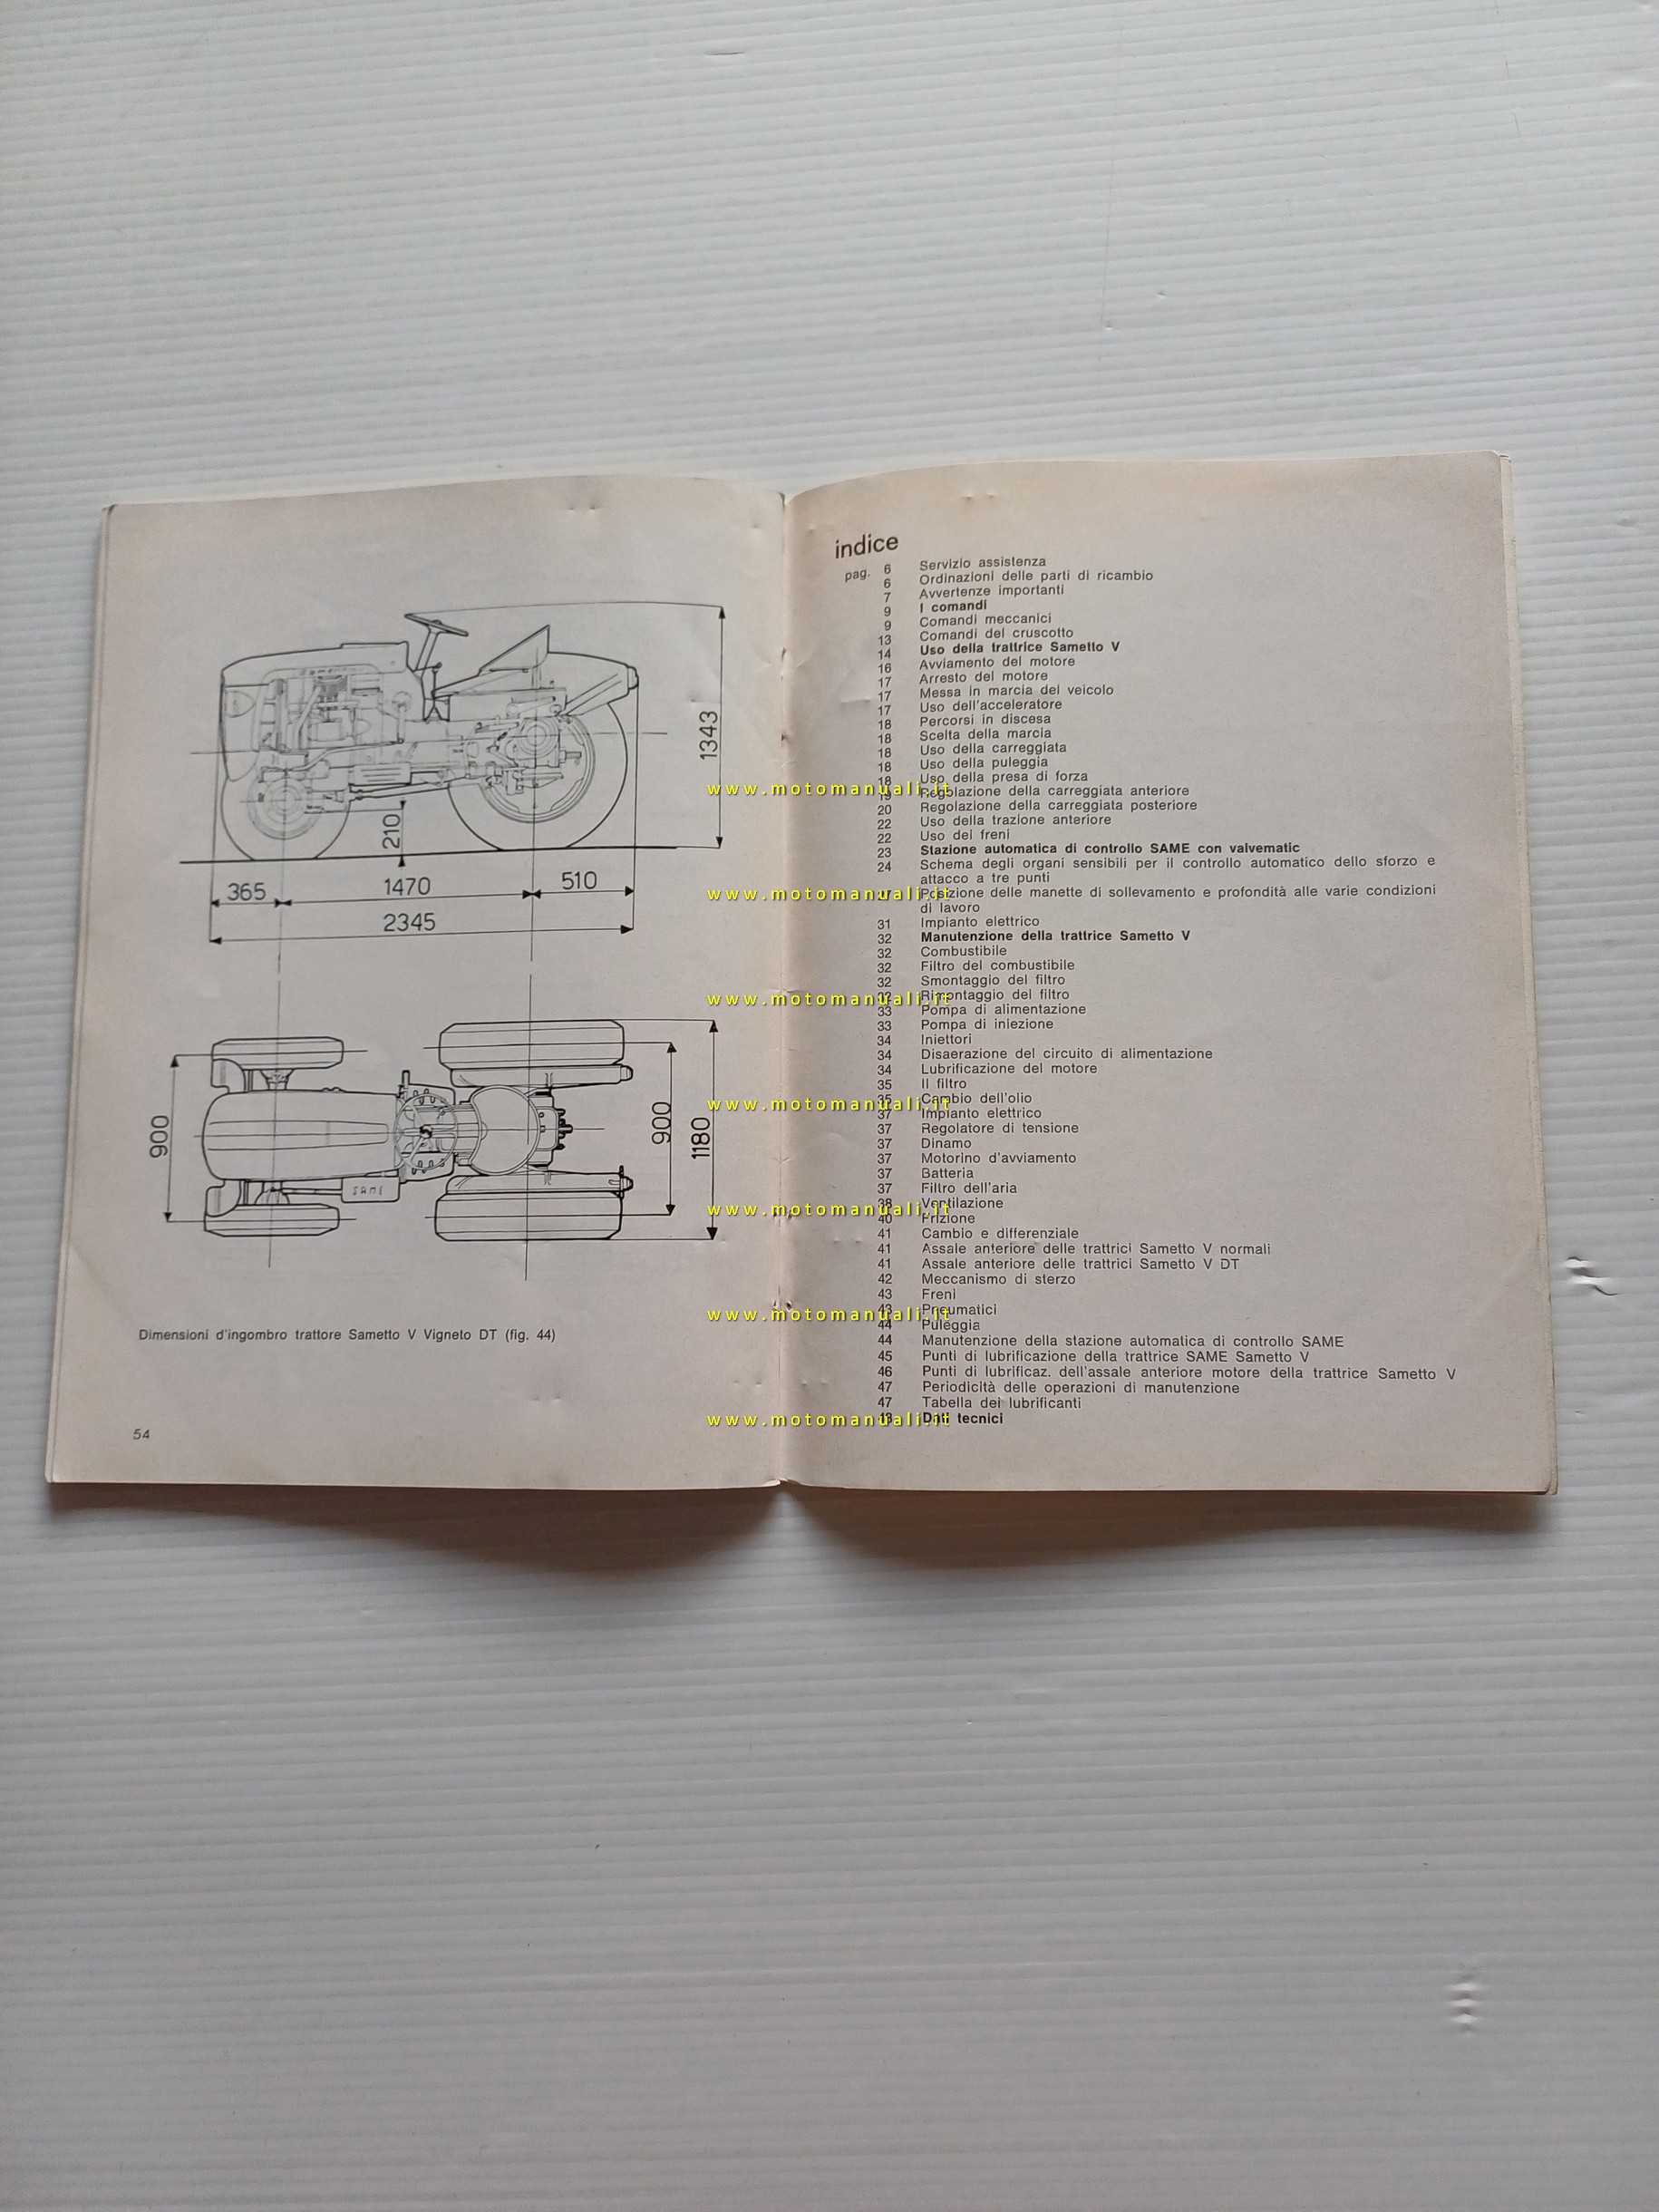 1343
210
365
1470
510
2345
900
900
1180
SAME
Dimensioni d'ingombro trattore Sametto V Vigneto DT (fig. 44)
54
indice
pag. 6 Servizio assistenza
6 Ordinazioni delle parti di ricambio
7 Avvertenze importanti
9 I comandi
9 Comandi meccanici
13 Comandi del cruscotto
14 Uso della trattrice Sametto V
16 Avviamento del motore
17 Arresto del motore
17 Messa in marcia del veicolo
17 Uso dell'acceleratore
18 Percorsi in discesa
18 Scelta della marcia
18 Uso della carreggiata
18 Uso della puleggia
18 Uso della presa di forza
19 Regolazione della carreggiata anteriore
20 Regolazione della carreggiata posteriore
22 Uso della trazione anteriore
22 Uso dei freni
23 Stazione automatica di controllo SAME con valvematic
24 Schema degli organi sensibili per il controllo automatico dello sforzo e
attacco a tre punti
Posizione delle manette di sollevamento e profondità alle varie condizioni
di lavoro
31 Impianto elettrico
32 Manutenzione della trattrice Sametto V
32 Combustibile
32 Filtro del combustibile
32 Smontaggio del filtro
Rimontaggio del filtro
33 Pompa di alimentazione
33 Pompa di iniezione
34 Iniettori
34 Disaerazione del circuito di alimentazione
34 Lubrificazione del motore
35 Il filtro
35 Cambio dell'olio
37 Impianto elettrico
37 Regolatore di tensione
37 Dinamo
37 Motorino d'avviamento
37 Batteria
37 Filtro dell'aria
38 Ventilazione
40 Frizione
41 Cambio e differenziale
41 Assale anteriore delle trattrici Sametto V normali
41 Assale anteriore delle trattrici Sametto V DT
42 Meccanismo di sterzo
43 Freni
43 Pneumatici
44 Puleggia
44 Manutenzione della stazione automatica di controllo SAME
45 Punti di lubrificazione della trattrice SAME Sametto V
46 Punti di lubrificaz. dell'assale anteriore motore della trattrice Sametto V
47 Periodicità delle operazioni di manutenzione
47 Tabella dei lubrificanti
48 Dati tecnici
www.motomanuali.it
www.motomanuali.it
www.motomanuali.it
www.motomanuali.it
www.motomanuali.it
www.motomanuali.it
www.motomanuali.it